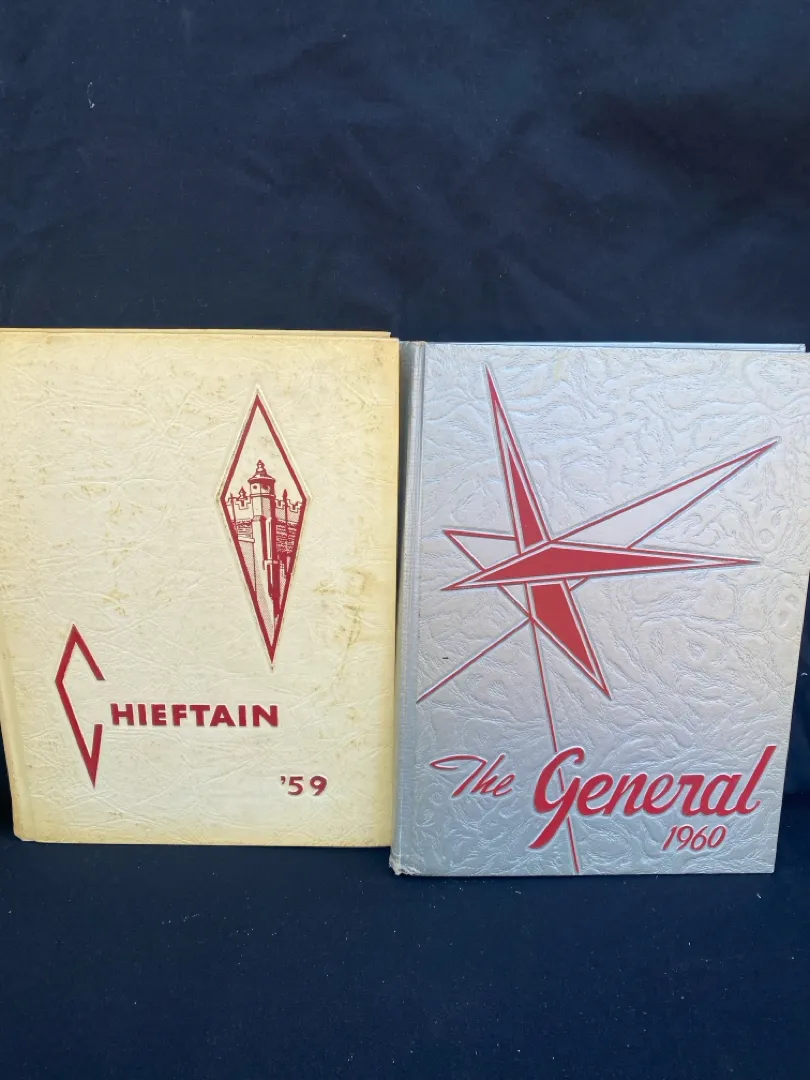 CHIEFTAIN
'59
The General
1960